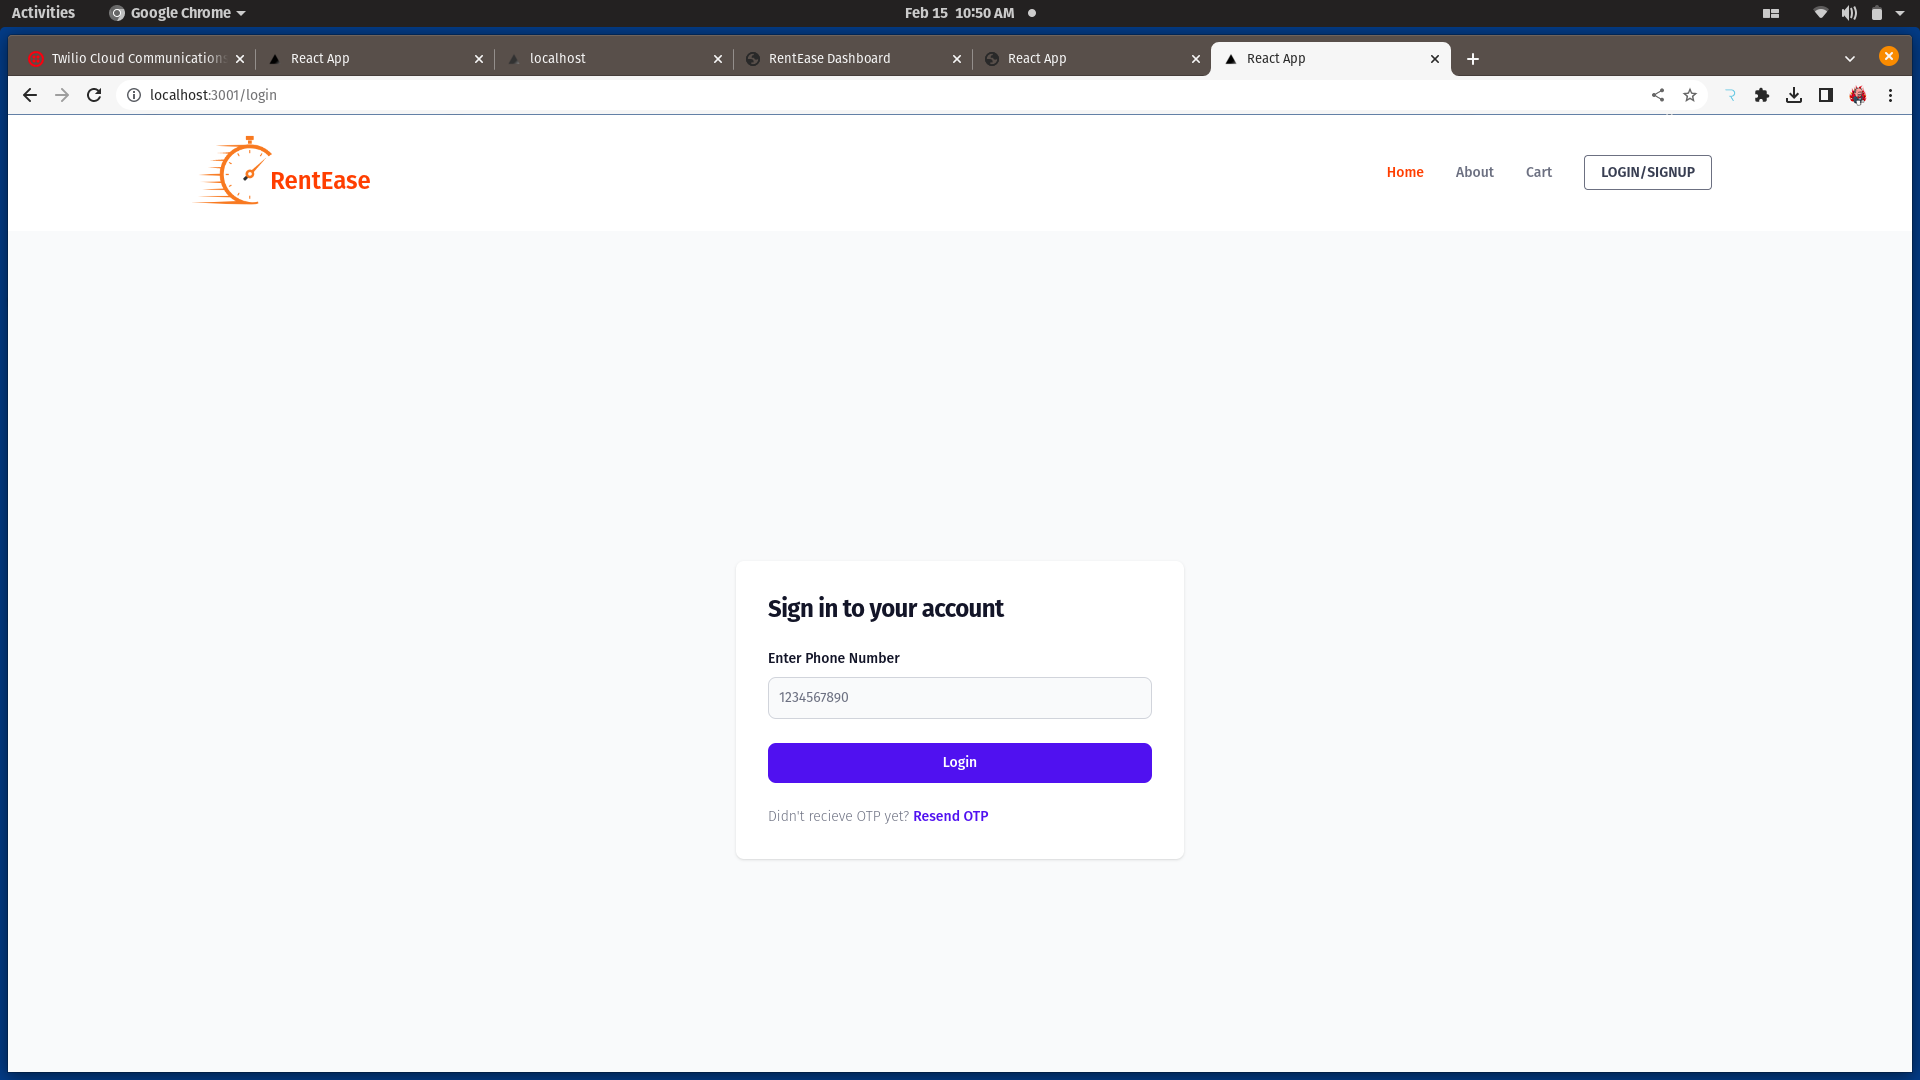 Activities Google Chrome Feb 15 10:50 AM
Twilio Cloud Communications React App localhost RentEase Dashboard React App React App
localhost:3001/login
RentEase Home About Cart LOGIN/SIGNUP
Sign in to your account
Enter Phone Number
1234567890
Login
Didn't recieve OTP yet? Resend OTP